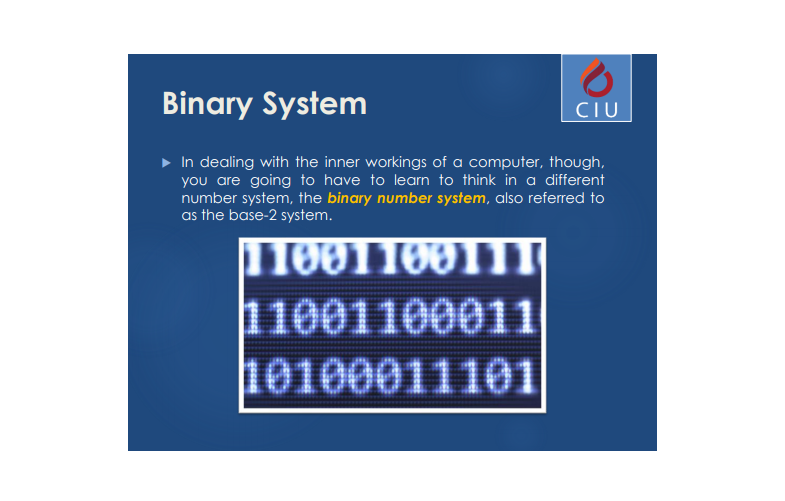 Binary System
CIU
In dealing with the inner workings of a computer, though,
you are going to have to learn to think in a different
number system, the binary number system, also referred to
as the base-2 system.
110011001110
110011000110
10100011101